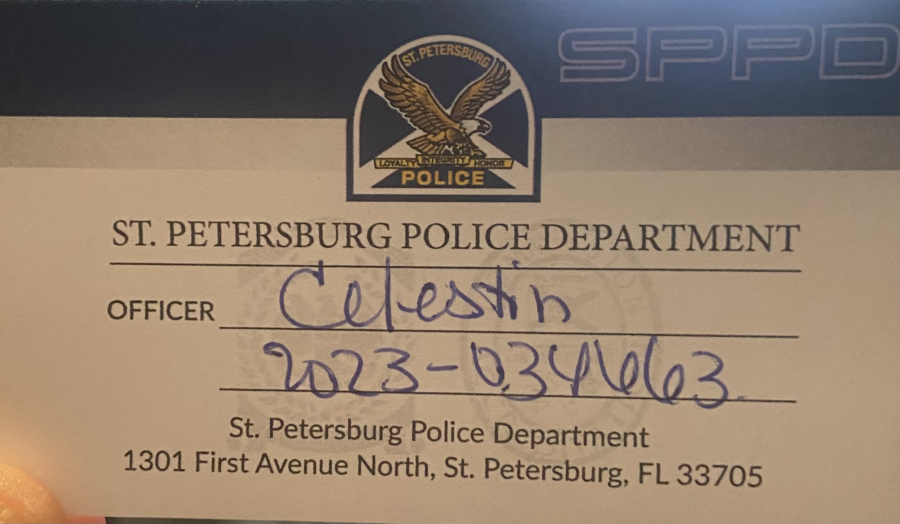 SPPD
ST. PETERSBURG
LOYALTY INTEGRITY HONOR
POLICE
ST. PETERSBURG POLICE DEPARTMENT
OFFICER Celestin
2023-034663
St. Petersburg Police Department
1301 First Avenue North, St. Petersburg, FL 33705